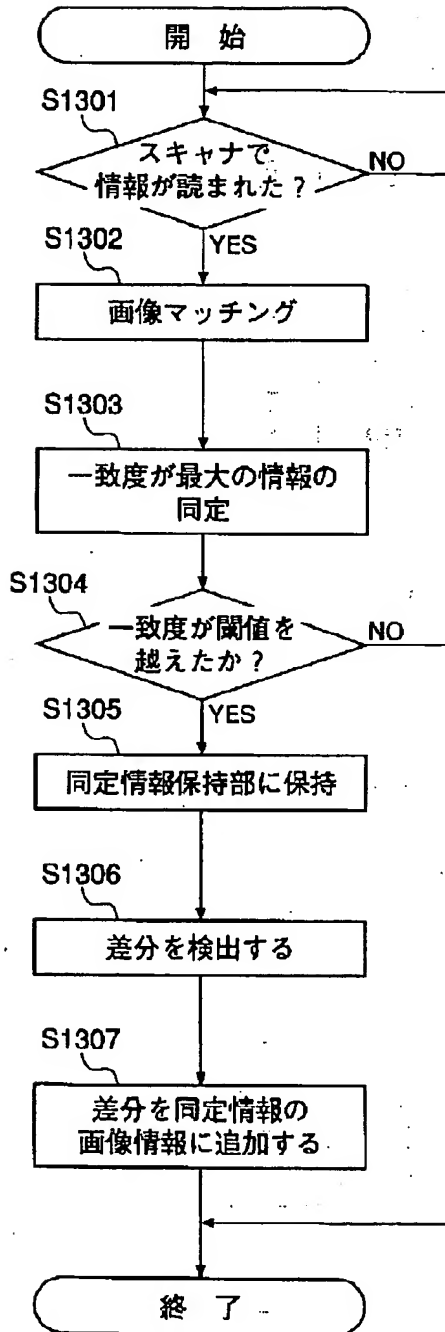 開 始
S1301
スキャナで
情報が読まれた？
NO
YES
S1302
画像マッチング
S1303
一致度が最大の情報の
同定
S1304
一致度が閾値を
越えたか？
NO
YES
S1305
同定情報保持部に保持
S1306
差分を検出する
S1307
差分を同定情報の
画像情報に追加する
終 了